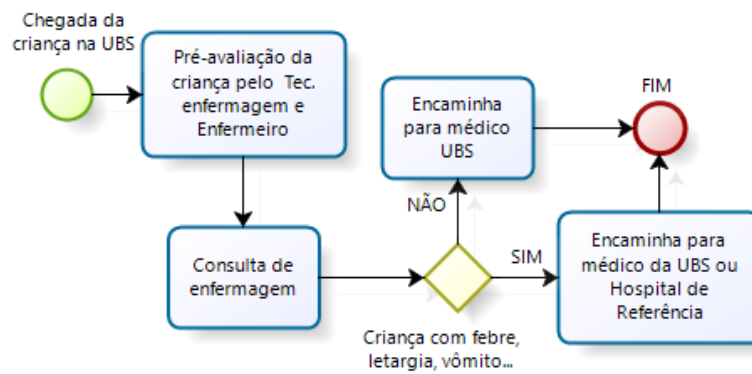 Chegada da
criança na UBS
Pré-avaliação da
criança pelo Tec.
enfermagem e
Enfermeiro
Consulta de
enfermagem
Criança com febre,
letargia, vômito...
NÃO
Encaminha
para médico
UBS
SIM
Encaminha para
médico da UBS ou
Hospital de
Referência
FIM